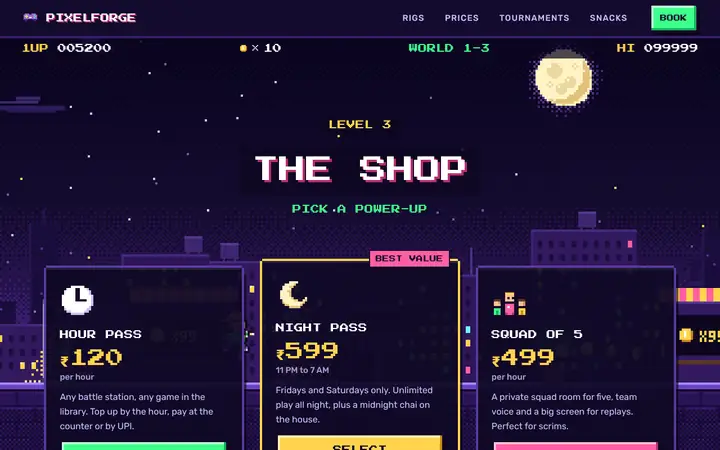 PIXELFORGE
RIGS PRICES TOURNAMENTS SNACKS BOOK
1UP 005200 × 10 WORLD 1-3 HI 099999
LEVEL 3
THE SHOP
PICK A POWER-UP
HOUR PASS
₹120
per hour
Any battle station, any game in the
library. Top up by the hour, pay at the
counter or by UPI.
BEST VALUE
NIGHT PASS
₹599
11 PM to 7 AM
Fridays and Saturdays only. Unlimited
play all night, plus a midnight chai on
the house.
SELECT
SQUAD OF 5
₹499
per hour
A private squad room for five, team
voice and a big screen for replays.
Perfect for scrims.